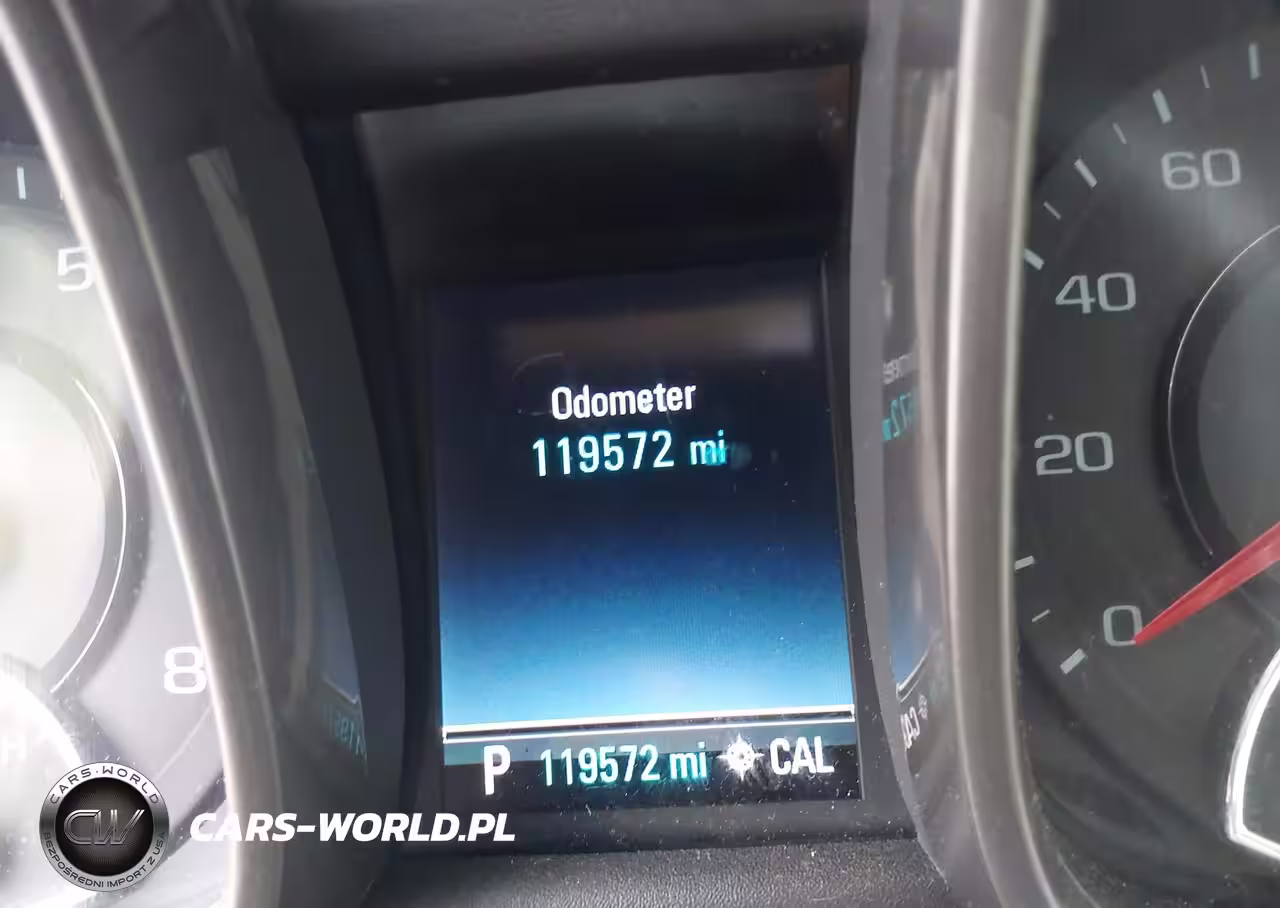 60
5
40
Odometer
119572 mi
20
0
8
P 119572 mi CAL
H
CARS-WORLD
CW
BEZPOŚREDNI IMPORT Z USA
CARS-WORLD.PL